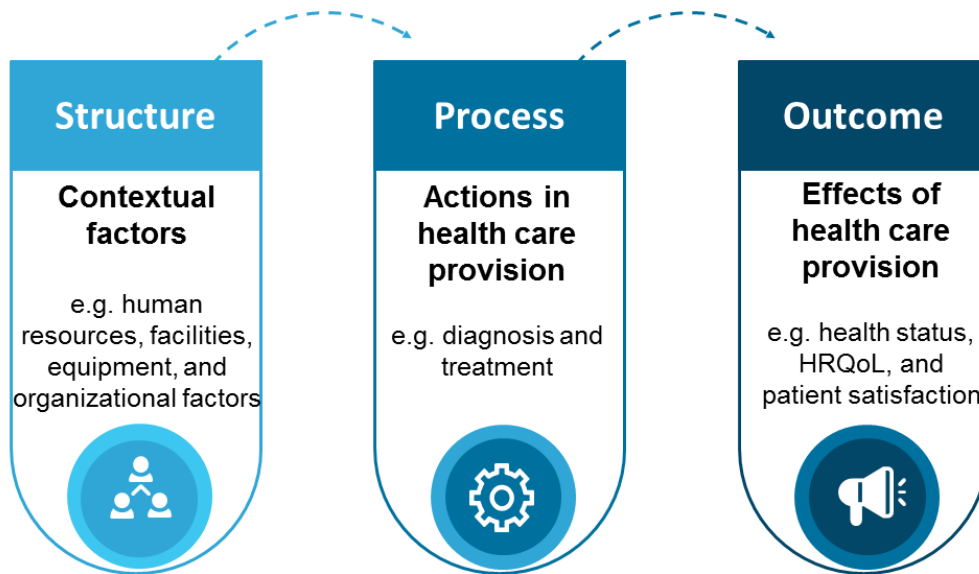 Structure
Contextual
factors
e.g. human
resources, facilities,
equipment, and
organizational factors
Process
Actions in
health care
provision
e.g. diagnosis and
treatment
Outcome
Effects of
health care
provision
e.g. health status,
HRQoL, and
patient satisfaction